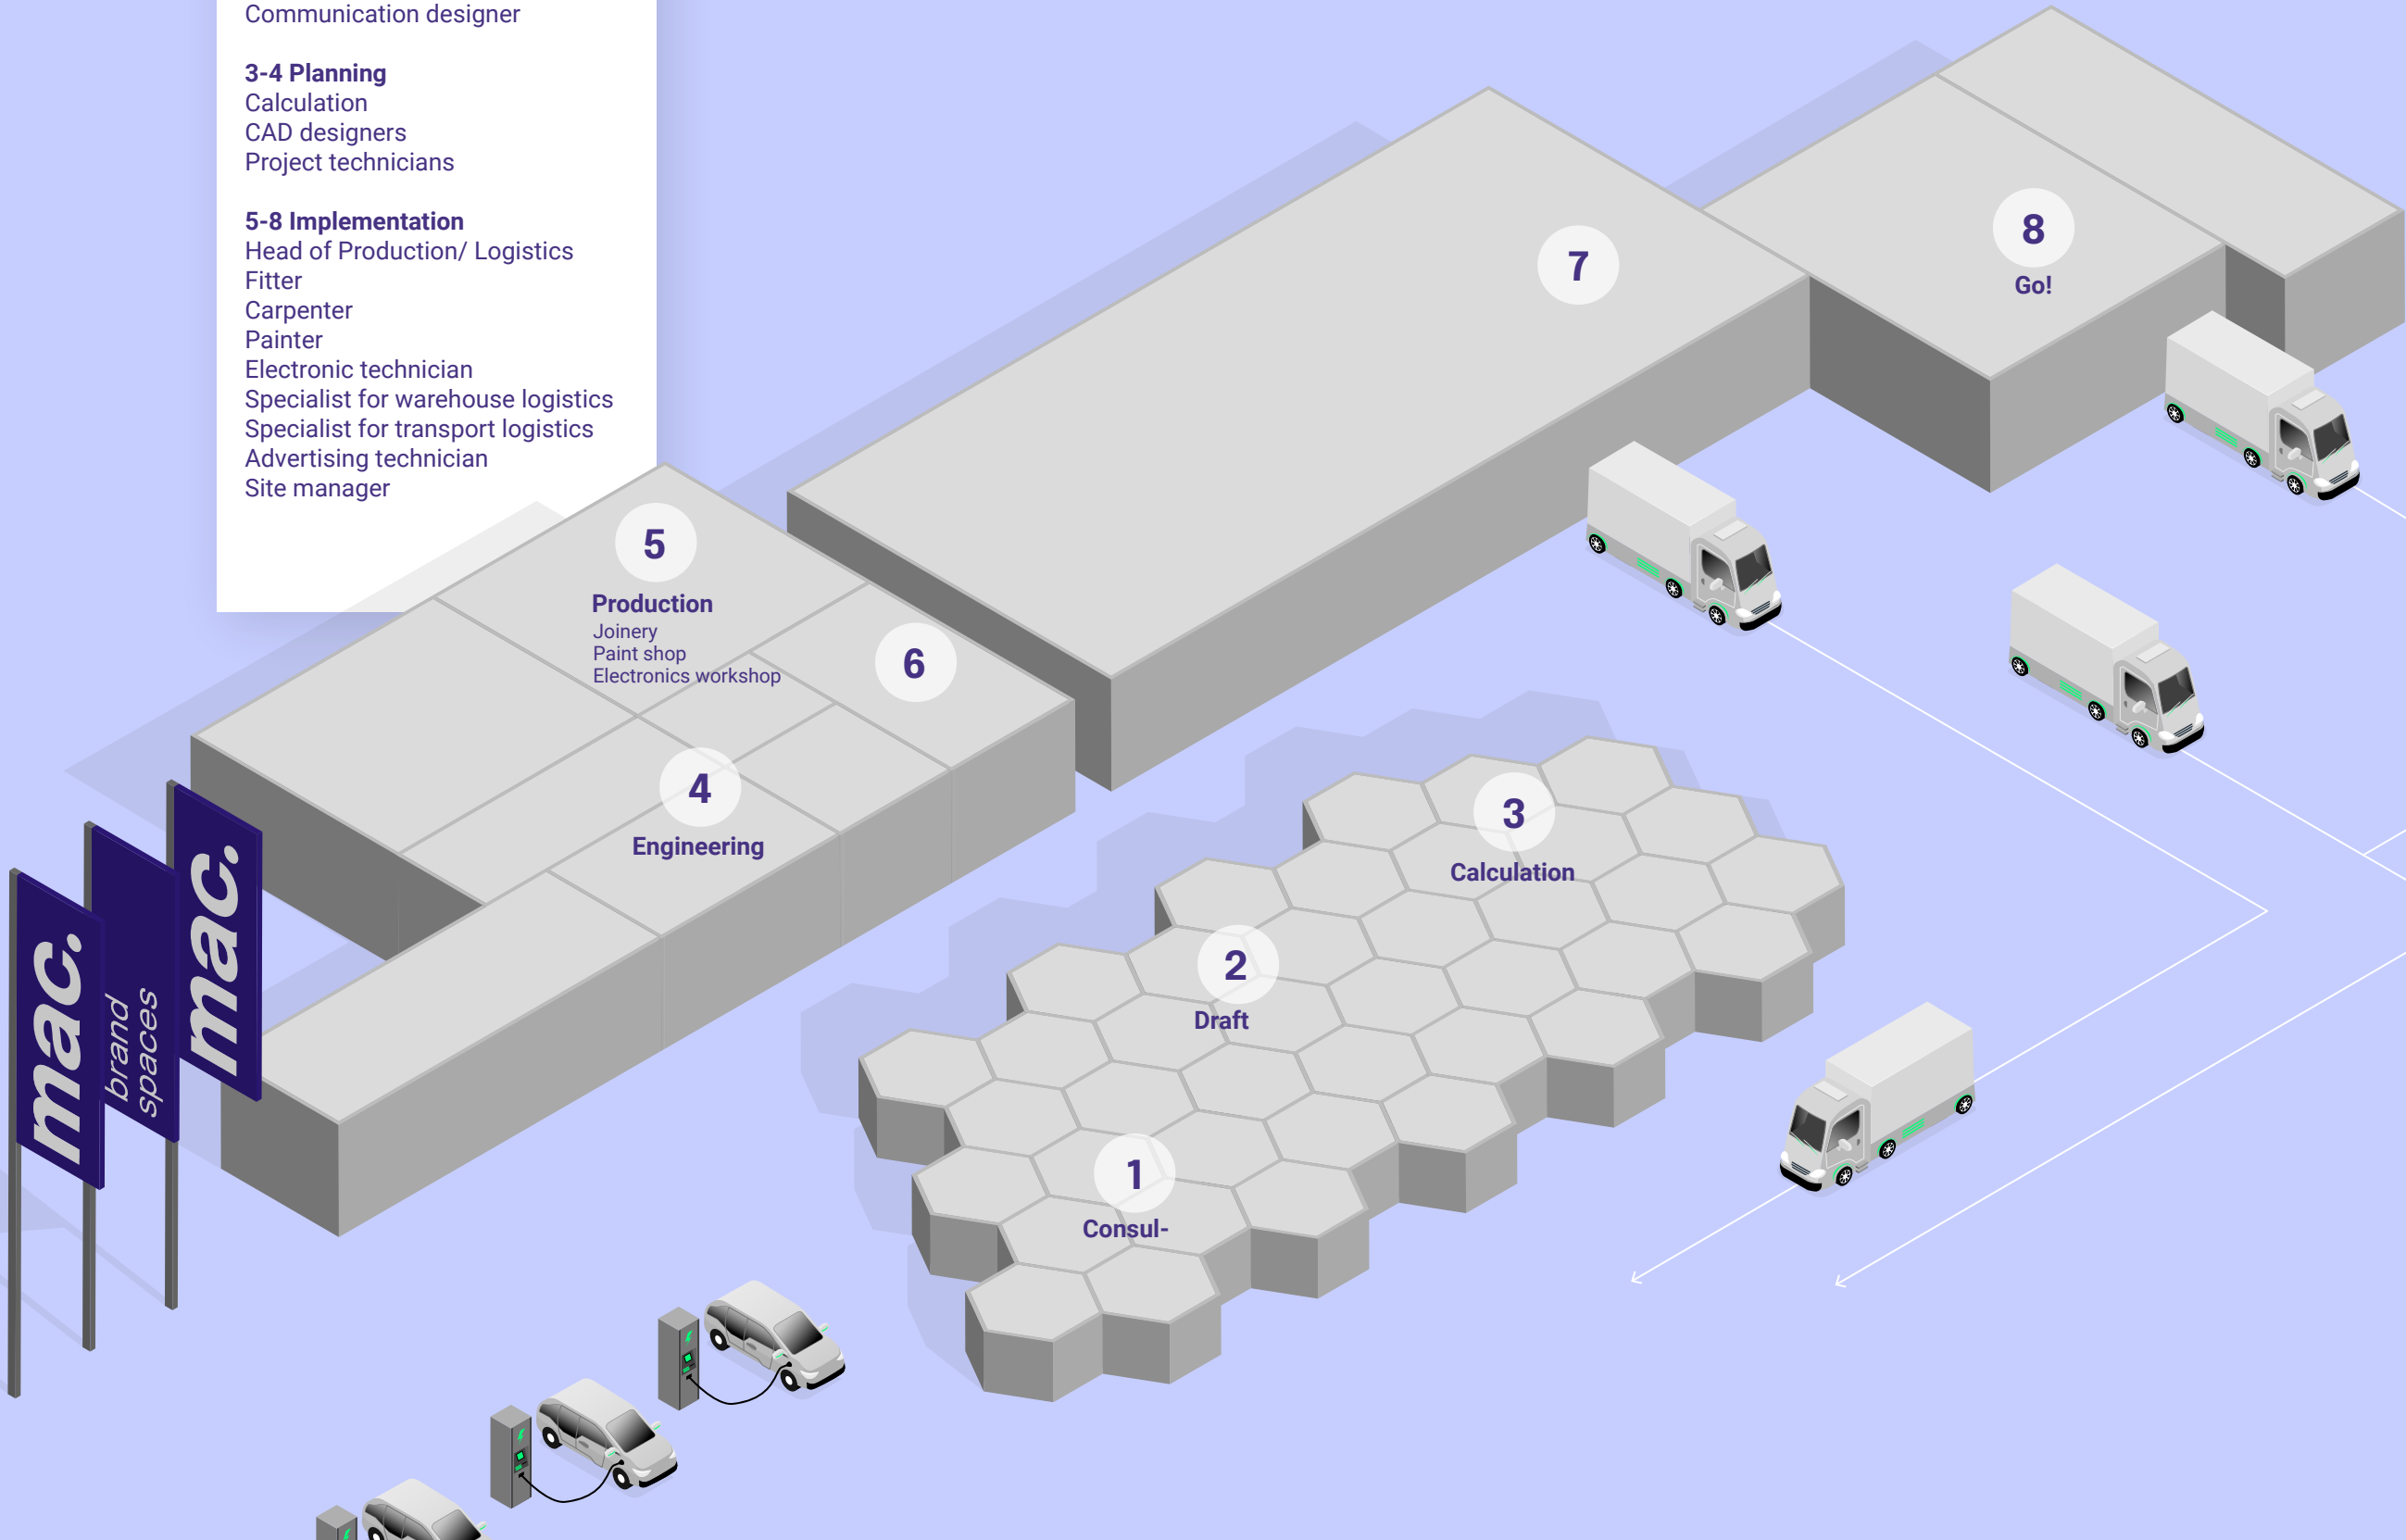 Communication designer
3-4 Planning
Calculation
CAD designers
Project technicians
5-8 Implementation
Head of Production/ Logistics
Fitter
Carpenter
Painter
Electronic technician
Specialist for warehouse logistics
Specialist for transport logistics
Advertising technician
Site manager
7
8
Go!
5
Production
Joinery
Paint shop
Electronics workshop
6
4
Engineering
3
Calculation
2
Draft
1
Consul-
mac.
brand
spaces
mac.